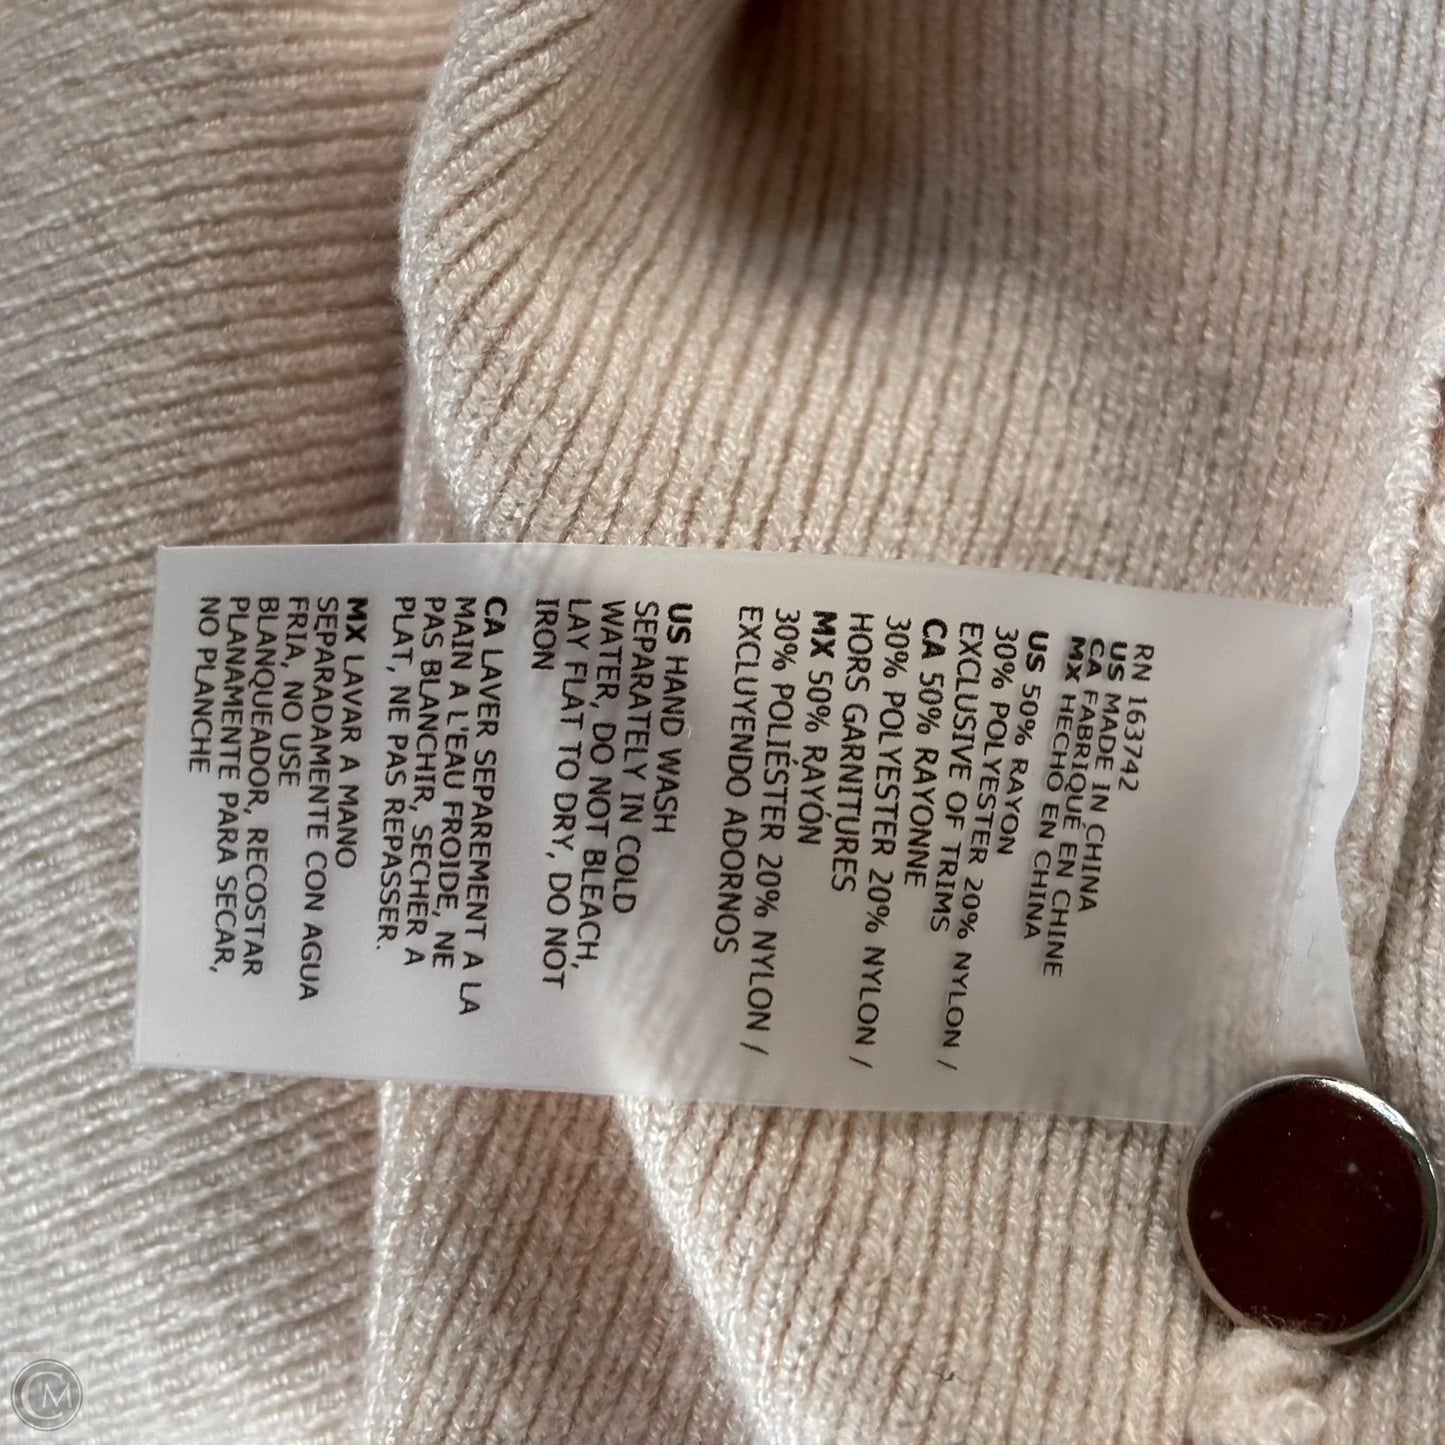 RN 163742
US MADE IN CHINA
CA FABRIQUÉ EN CHINE
MX HECHO EN CHINA
US 50% RAYON
30% POLYESTER 20% NYLON /
EXCLUSIVE OF TRIMS
CA 50% RAYONNE
30% POLYESTER 20% NYLON /
HORS GARNITURES
MX 50% RAYÓN
30% POLIÉSTER 20% NYLON /
EXCLUYENDO ADORNOS
US HAND WASH
SEPARATELY IN COLD
WATER, DO NOT BLEACH,
LAY FLAT TO DRY, DO NOT
IRON
CA LAVER SEPAREMENT A LA
MAIN A L'EAU FROIDE, NE
PAS BLANCHIR, SECHER A
PLAT, NE PAS REPASSER.
MX LAVAR A MANO
SEPARADAMENTE CON AGUA
FRIA, NO USE
BLANQUEADOR, RECOSTAR
PLANAMENTE PARA SECAR,
NO PLANCHE
CM